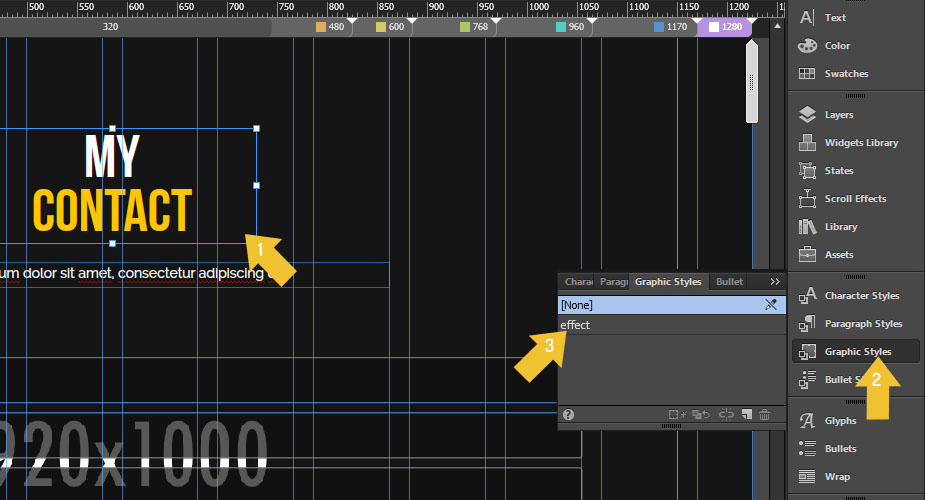 500 550 600 650 700 750 800 850 900 950 1000 1050 1100 1150 1200 1250
320 480 600 768 960 1170 1280
MY
CONTACT
1
um dolor sit amet, consectetur adipiscing
Text
Color
Swatches
Layers
Widgets Library
States
Scroll Effects
Library
Assets
Character Styles
Paragraph Styles
Graphic Styles
2
Bullet S
Glyphs
Bullets
Wrap
Charac Paragr Graphic Styles Bullet
[None]
effect
3
920x1000